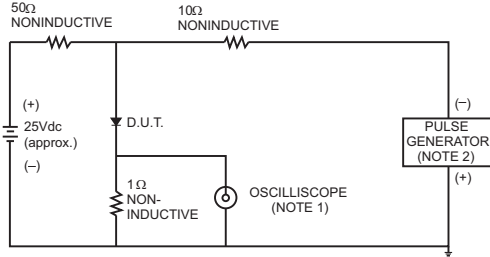 50Ω
NONINDUCTIVE
10Ω
NONINDUCTIVE
(+)
25Vdc
(approx.)
(–)
D.U.T.
1Ω
NON-
INDUCTIVE
OSCILLISCOPE
(NOTE 1)
(–)
PULSE
GENERATOR
(NOTE 2)
(+)